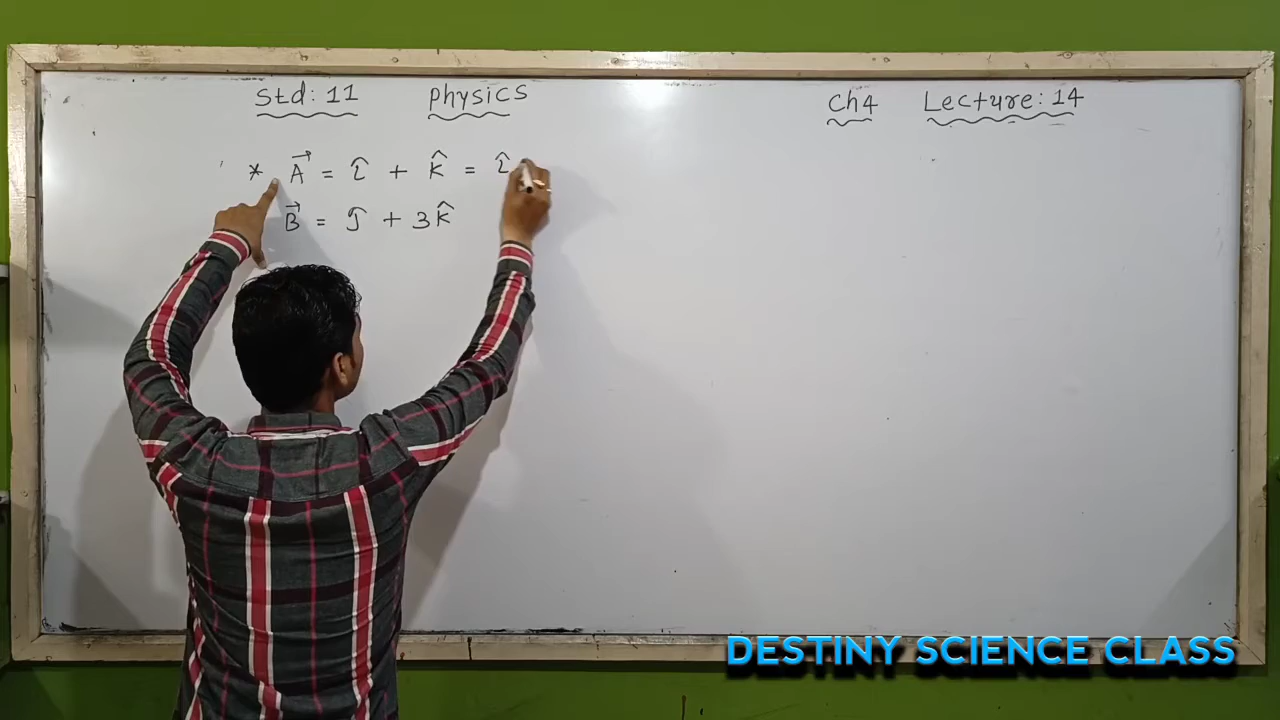 Std: 11 Physics Ch4 Lecture: 14
* A⃗ = î + k̂ = î
B⃗ = ĵ + 3k̂
DESTINY SCIENCE CLASS